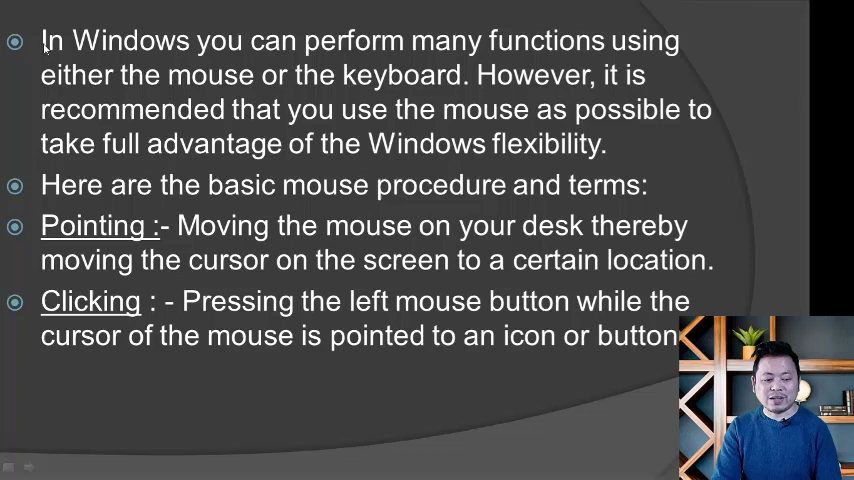 In Windows you can perform many functions using
either the mouse or the keyboard. However, it is
recommended that you use the mouse as possible to
take full advantage of the Windows flexibility.
Here are the basic mouse procedure and terms:
Pointing :- Moving the mouse on your desk thereby
moving the cursor on the screen to a certain location.
Clicking : - Pressing the left mouse button while the
cursor of the mouse is pointed to an icon or button